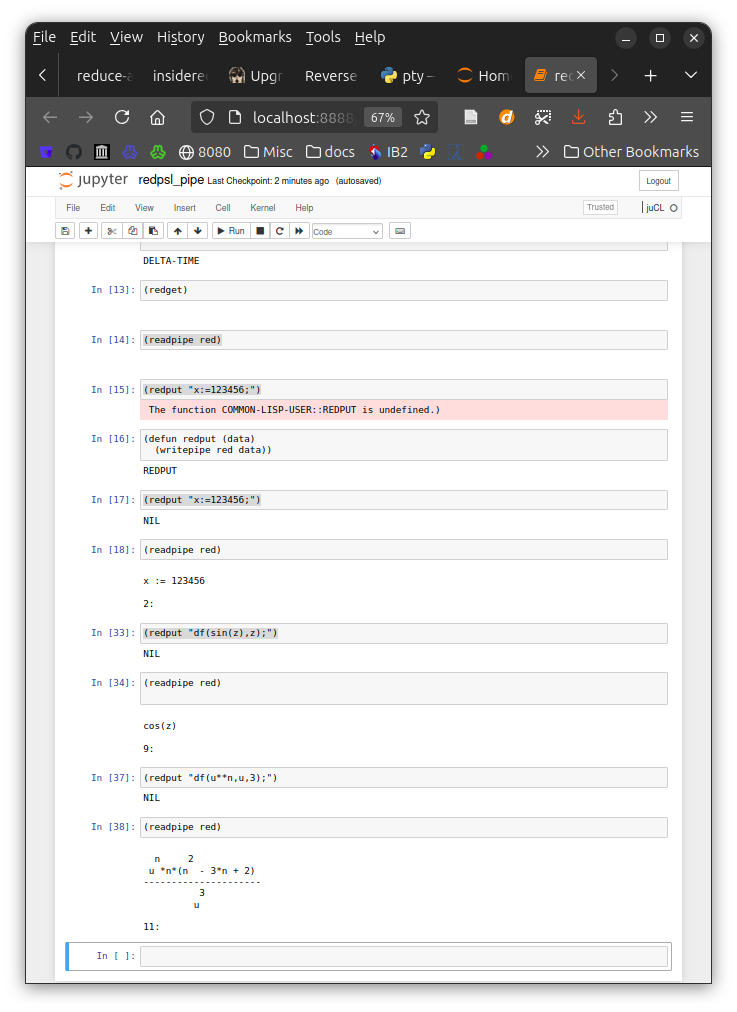 File Edit View History Bookmarks Tools Help
reduce-a insidere Upgr Reverse pty – Hom rec
localhost:8888 67%
8080 Misc docs IB2 Other Bookmarks
jupyter redpsl_pipe Last Checkpoint: 2 minutes ago (autosaved) Logout
File Edit View Insert Cell Kernel Help Trusted juCL
Run Code
DELTA-TIME
In [13]: (redget)
In [14]: (readpipe red)
In [15]: (redput "x:=123456;")
The function COMMON-LISP-USER::REDPUT is undefined.)
In [16]: (defun redput (data)
(writepipe red data))
REDPUT
In [17]: (redput "x:=123456;")
NIL
In [18]: (readpipe red)
x := 123456
2:
In [33]: (redput "df(sin(z),z);")
NIL
In [34]: (readpipe red)
cos(z)
9:
In [37]: (redput "df(u**n,u,3);")
NIL
In [38]: (readpipe red)
n 2
u *n*(n - 3*n + 2)
---------------------
3
u
11:
In [ ]: